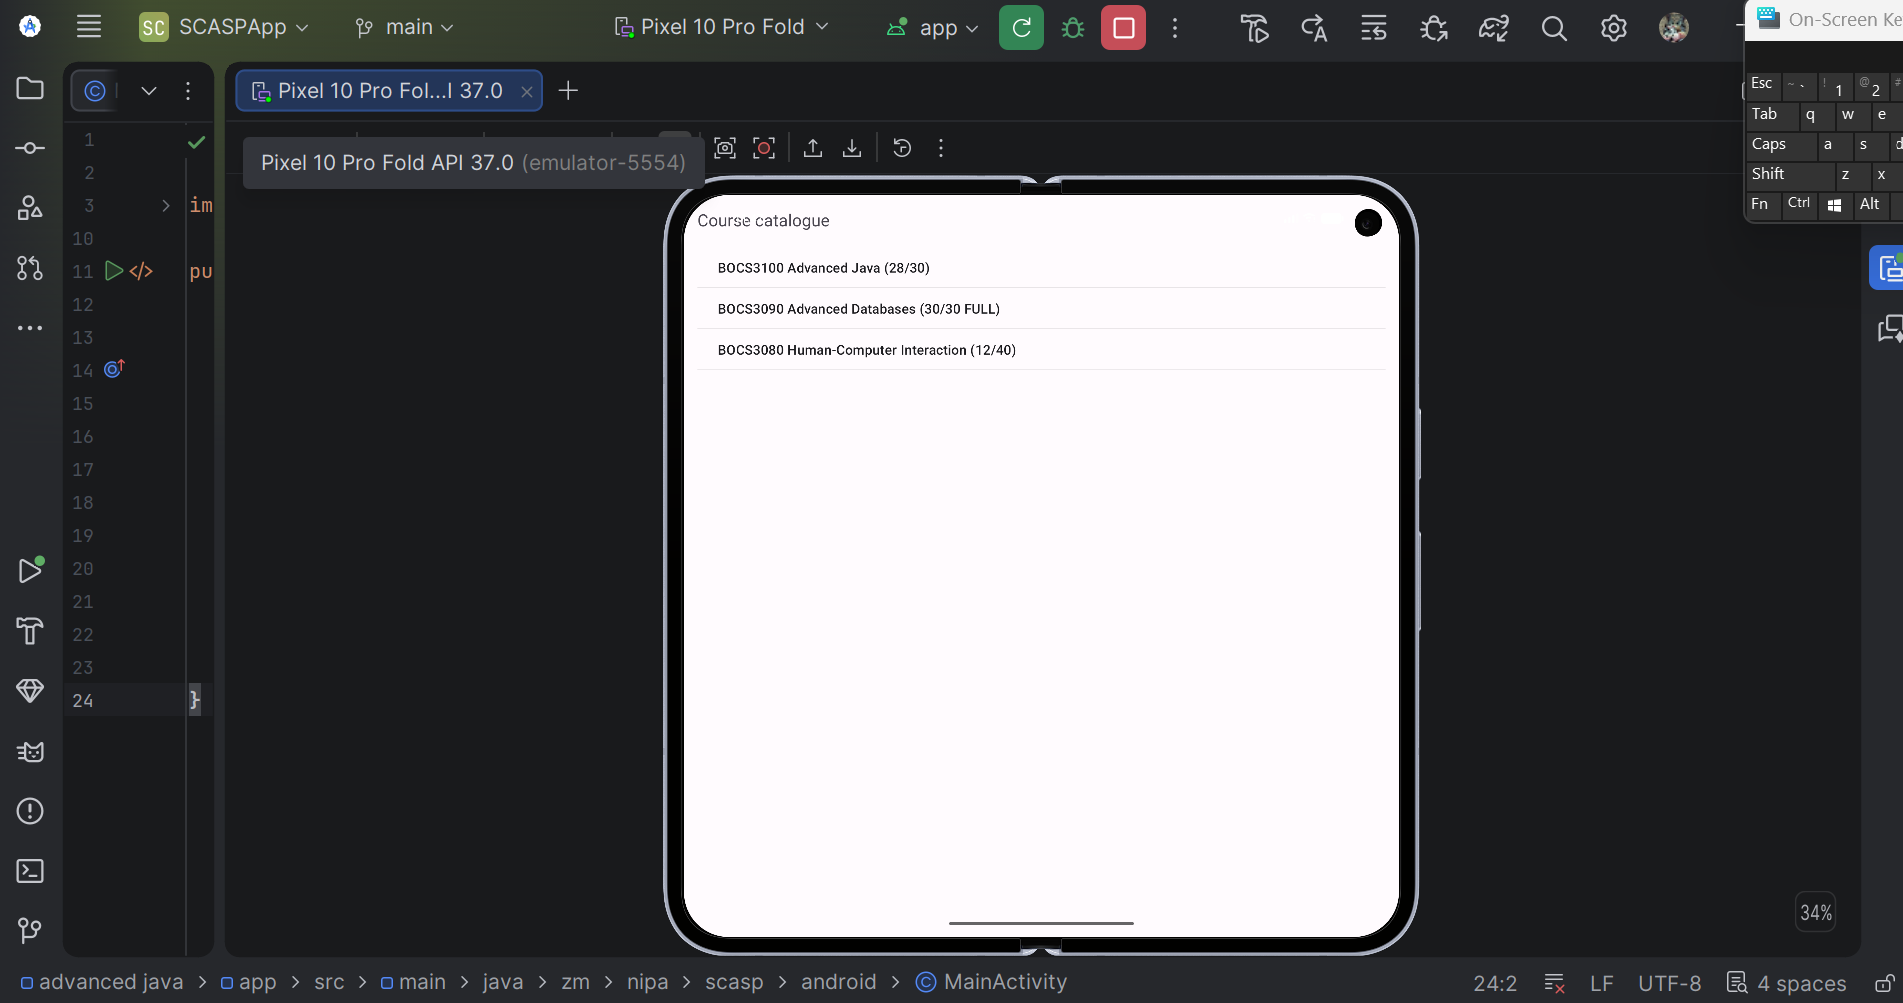 SC SCASPApp
main
Pixel 10 Pro Fold
app
On-Screen Ke
Pixel 10 Pro Fol...l 37.0
Pixel 10 Pro Fold API 37.0 (emulator-5554)
Esc ~ ` ! 1 @ 2 #
Tab q w e
Caps a s d
Shift z x
Fn Ctrl Alt
1
2
3 im
10
11 pu
12
13
14
15
16
17
18
19
20
21
22
23
24 }
Course catalogue
BOCS3100 Advanced Java (28/30)
BOCS3090 Advanced Databases (30/30 FULL)
BOCS3080 Human-Computer Interaction (12/40)
34%
advanced java > app > src > main > java > zm > nipa > scasp > android > MainActivity
24:2 LF UTF-8 4 spaces